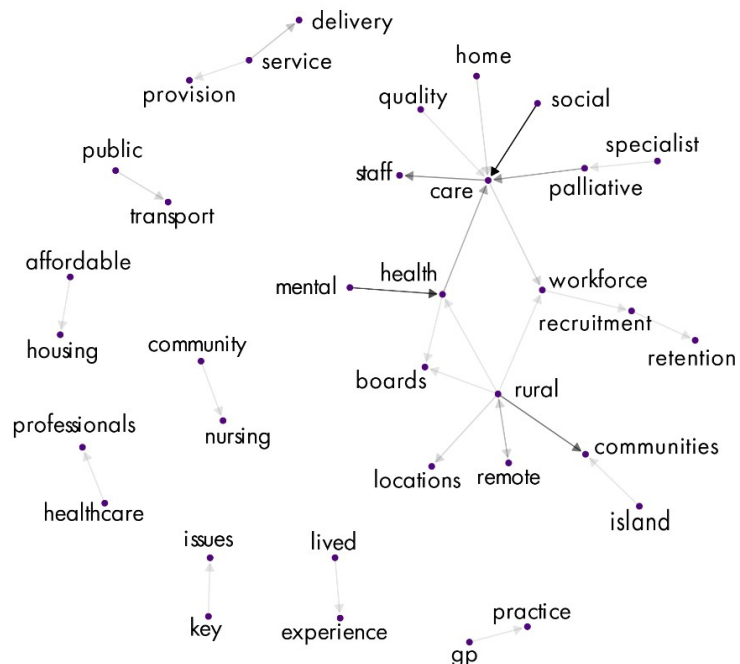 delivery
service
provision
home
quality
social
public
specialist
staff
care
palliative
transport
affordable
mental
health
workforce
recruitment
housing
community
retention
boards
rural
professionals
nursing
communities
locations
remote
healthcare
island
issues
lived
practice
key
experience
gp